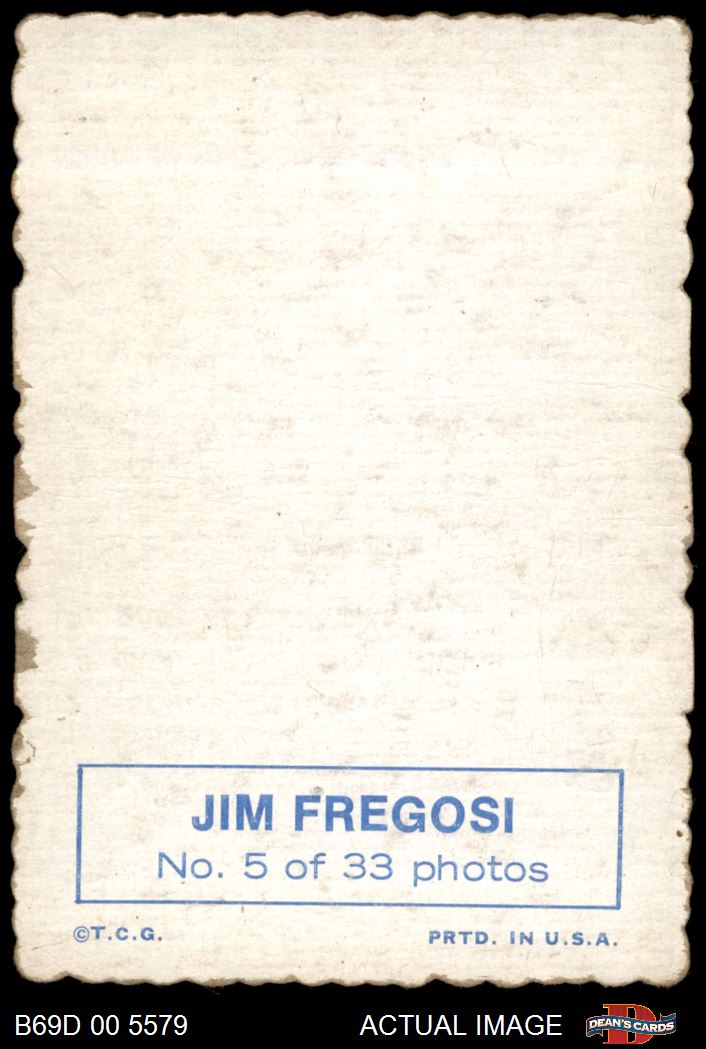 JIM FREGOSI
No. 5 of 33 photos
©T.C.G.
PRTD. IN U.S.A.
B69D 00 5579
ACTUAL IMAGE
DEAN'S CARDS